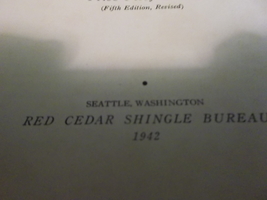 (Fifth Edition, Revised)
SEATTLE, WASHINGTON
RED CEDAR SHINGLE BUREAU
1942